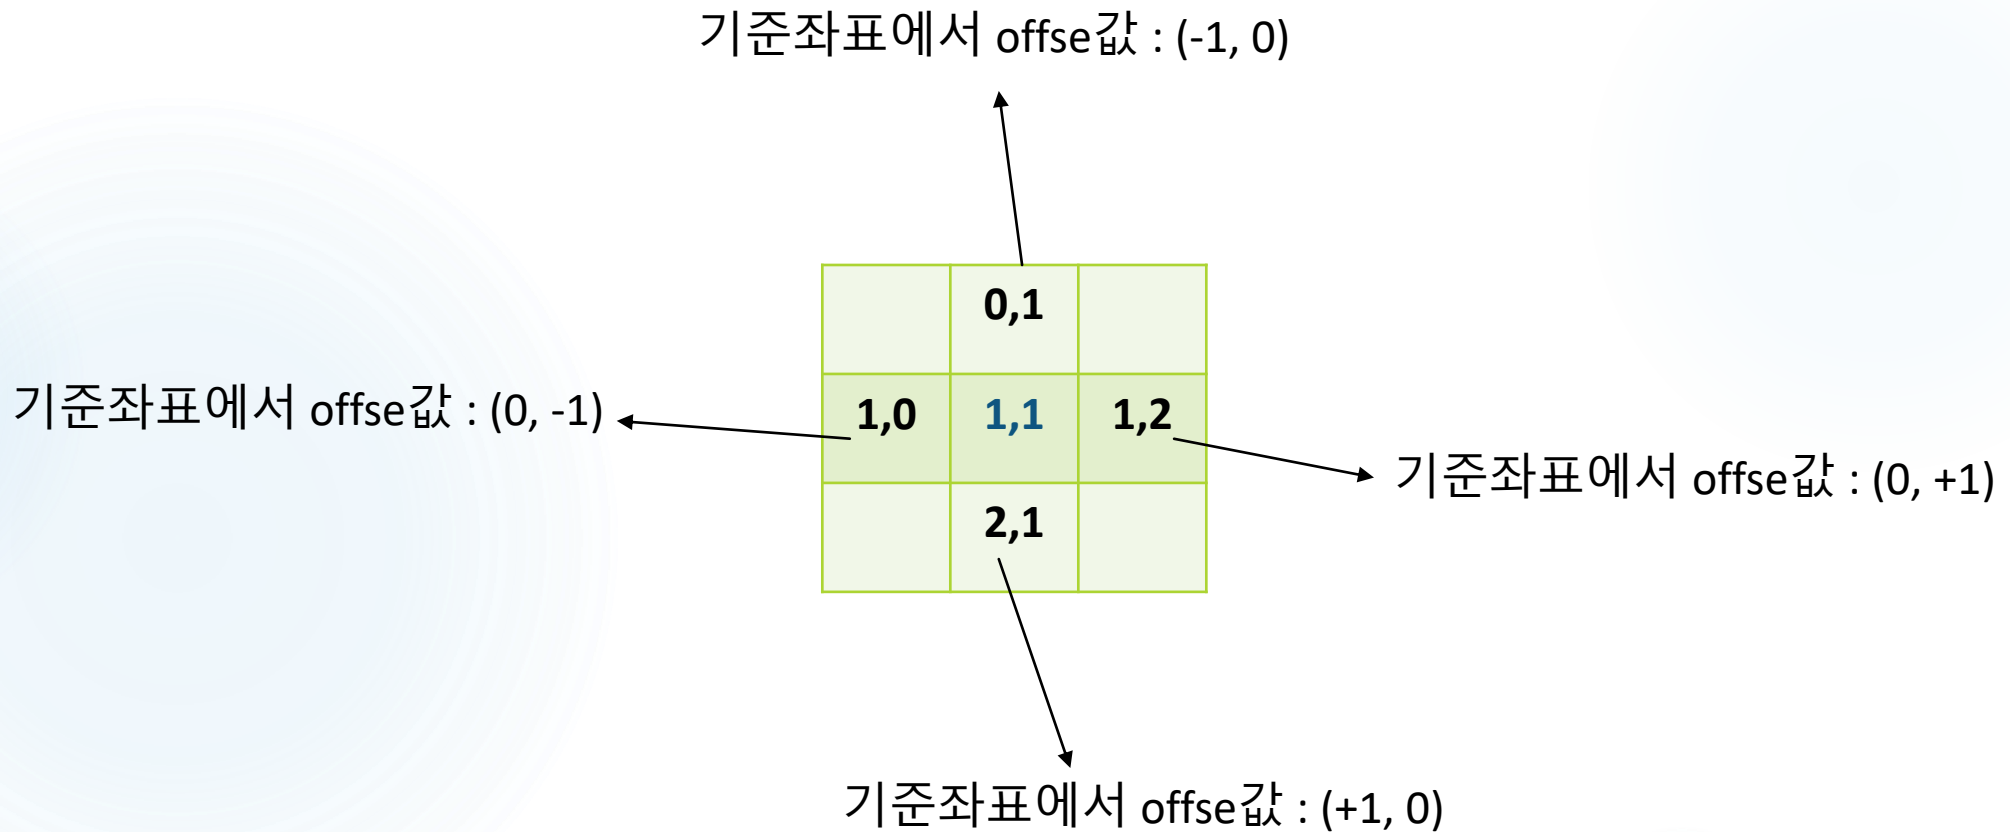 기준좌표에서 offse값 : (-1, 0)
0,1
기준좌표에서 offse값 : (0, -1)
1,0 1,1 1,2
기준좌표에서 offse값 : (0, +1)
2,1
기준좌표에서 offse값 : (+1, 0)